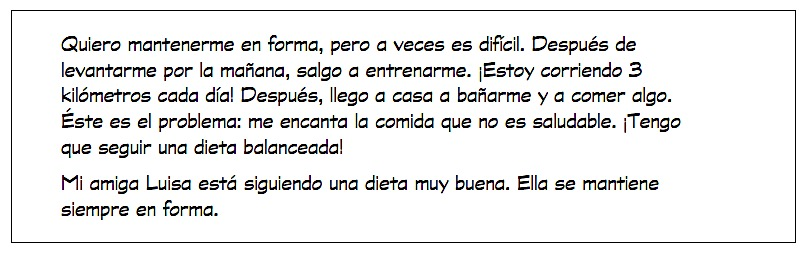 Quiero mantenerme en forma, pero a veces es difícil. Después de
levantarme por la mañana, salgo a entrenarme. ¡Estoy corriendo 3
kilómetros cada día! Después, llego a casa a bañarme y a comer algo.
Éste es el problema: me encanta la comida que no es saludable. ¡Tengo
que seguir una dieta balanceada!
Mi amiga Luisa está siguiendo una dieta muy buena. Ella se mantiene
siempre en forma.